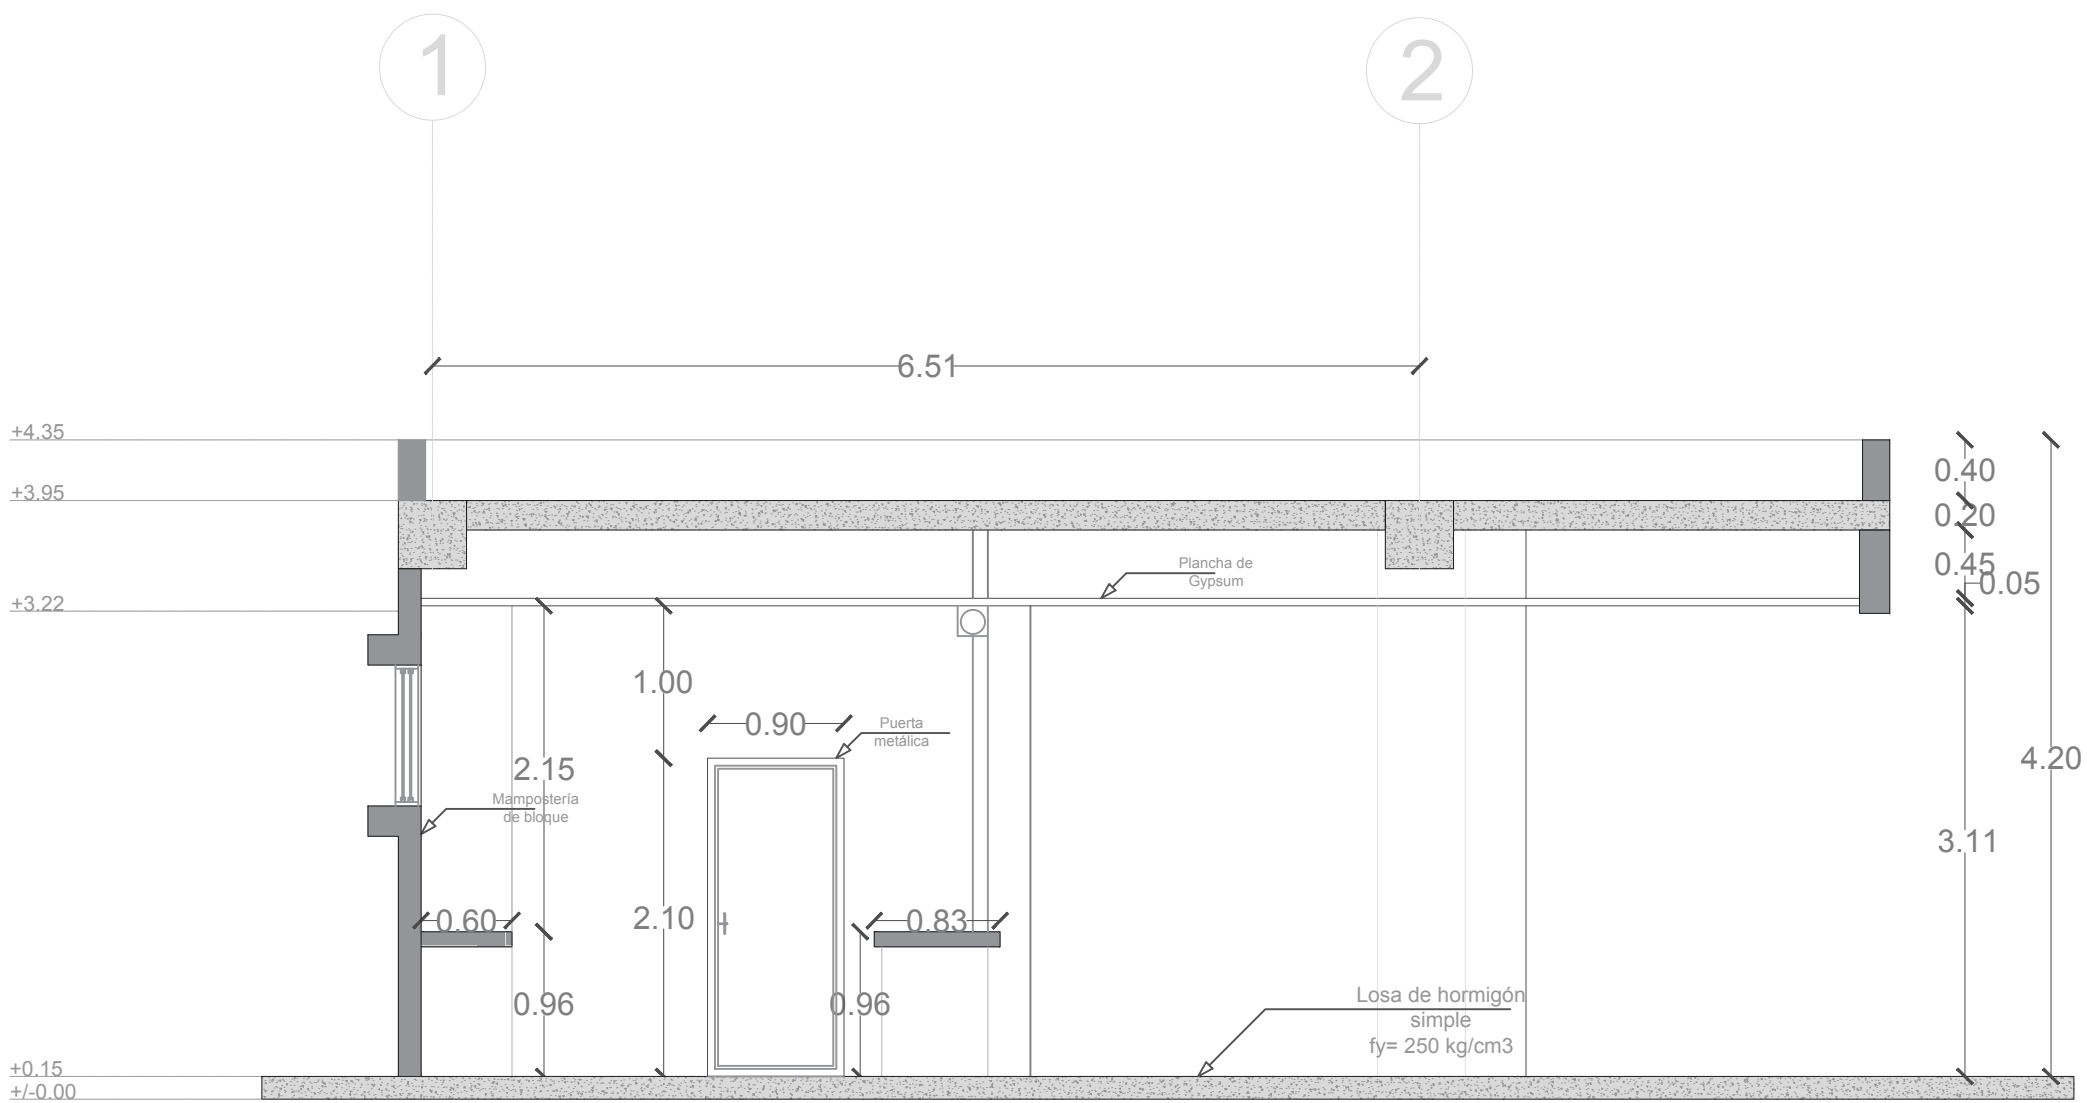 1
2
6.51
+4.35
+3.95
0.40
0.20
0.45
0.05
Plancha de
Gypsum
+3.22
1.00
0.90
Puerta
metálica
2.15
4.20
Mampostería
de bloque
3.11
0.60
2.10
0.83
0.96
0.96
Losa de hormigón
simple
fy= 250 kg/cm3
+0.15
+/-0.00